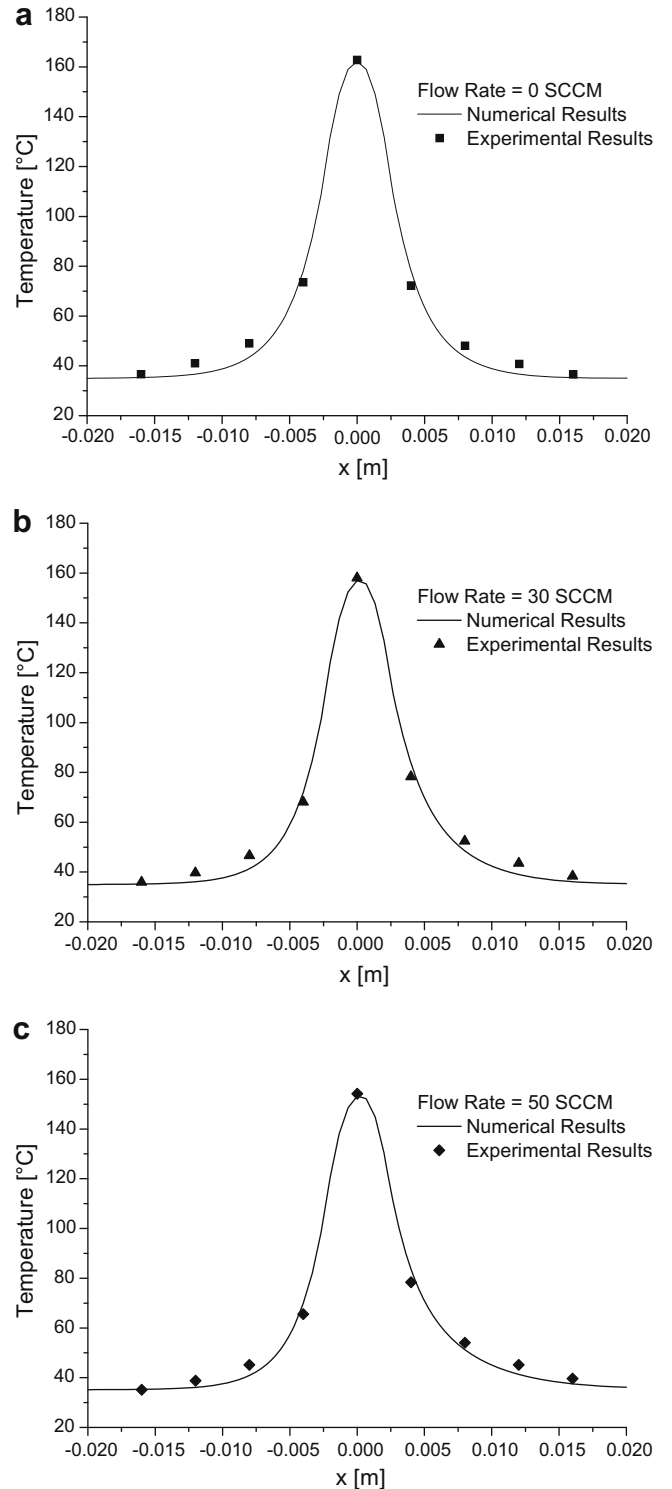 a
180
160
140
120
100
80
60
40
20
Temperature [°C]
Flow Rate = 0 SCCM
Numerical Results
Experimental Results
-0.020 -0.015 -0.010 -0.005 0.000 0.005 0.010 0.015 0.020
x [m]
b
180
160
140
120
100
80
60
40
20
Temperature [°C]
Flow Rate = 30 SCCM
Numerical Results
Experimental Results
-0.020 -0.015 -0.010 -0.005 0.000 0.005 0.010 0.015 0.020
x [m]
c
180
160
140
120
100
80
60
40
20
Temperature [°C]
Flow Rate = 50 SCCM
Numerical Results
Experimental Results
-0.020 -0.015 -0.010 -0.005 0.000 0.005 0.010 0.015 0.020
x [m]